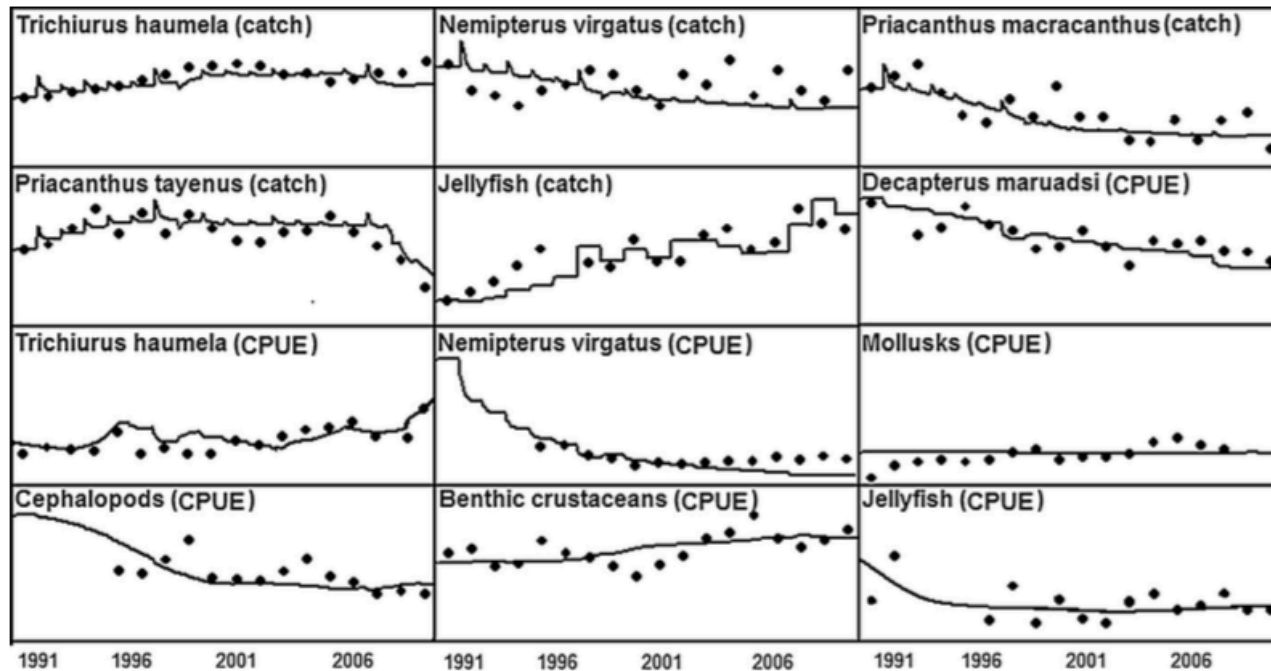 Trichiurus haumela (catch)
Nemipterus virgatus (catch)
Priacanthus macracanthus (catch)
Priacanthus tayenus (catch)
Jellyfish (catch)
Decapterus maruadsi (CPUE)
Trichiurus haumela (CPUE)
Nemipterus virgatus (CPUE)
Mollusks (CPUE)
Cephalopods (CPUE)
Benthic crustaceans (CPUE)
Jellyfish (CPUE)
1991 1996 2001 2006 1991 1996 2001 2006 1991 1996 2001 2006